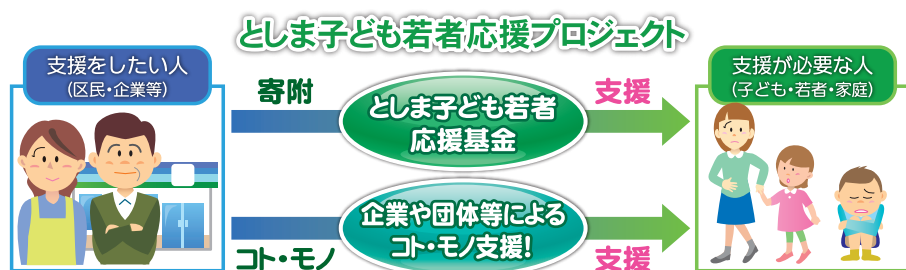 としま子ども若者応援プロジェクト
支援をしたい人
(区民・企業等)
寄附
としま子ども若者
応援基金
支援
支援が必要な人
(子ども・若者・家庭)
企業や団体等による
コト・モノ支援!
コト・モノ
支援